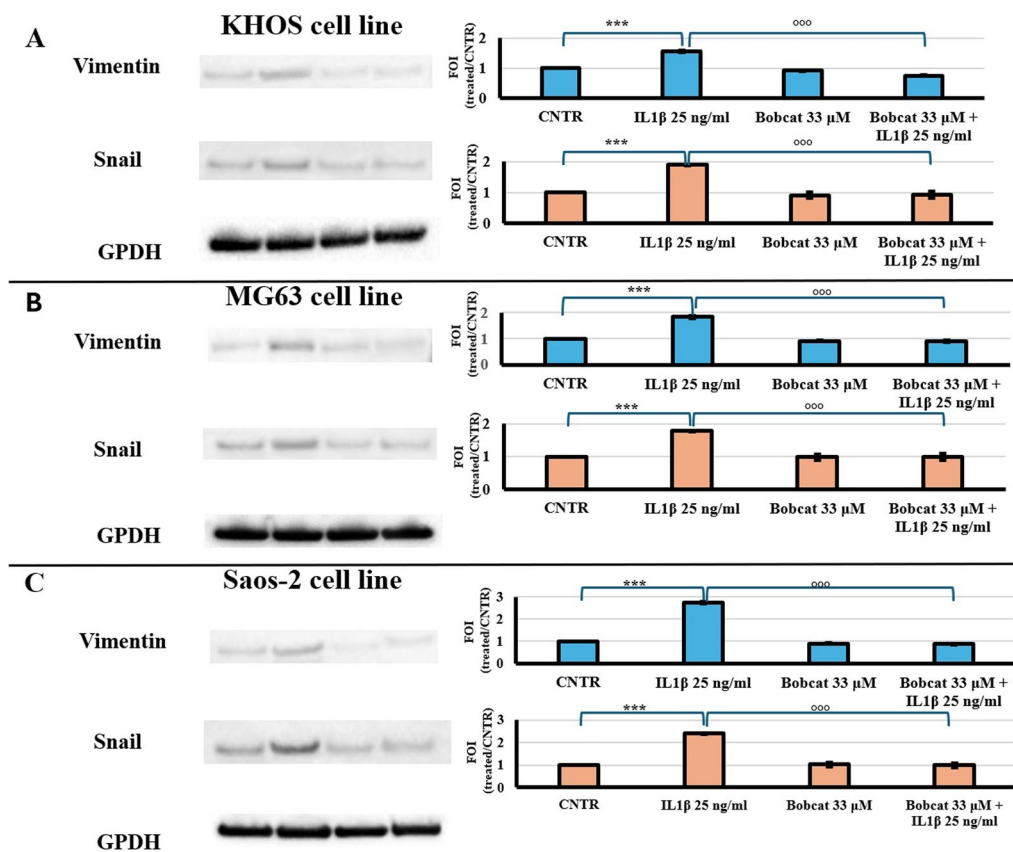 A
KHOS cell line
Vimentin
Snail
GPDH
FOI
(treated/CNTR)
2
1
0
***
°°°
CNTR
IL1β 25 ng/ml
Bobcat 33 μM
Bobcat 33 μM +
IL1β 25 ng/ml
FOI
(treated/CNTR)
2
1
0
***
°°°
CNTR
IL1β 25 ng/ml
Bobcat 33 μM
Bobcat 33 μM +
IL1β 25 ng/ml
B
MG63 cell line
Vimentin
Snail
GPDH
FOI
(treated/CNTR)
2
1
0
***
°°°
CNTR
IL1β 25 ng/ml
Bobcat 33 μM
Bobcat 33 μM +
IL1β 25 ng/ml
FOI
(treated/CNTR)
2
1
0
***
°°°
CNTR
IL1β 25 ng/ml
Bobcat 33 μM
Bobcat 33 μM +
IL1β 25 ng/ml
C
Saos-2 cell line
Vimentin
Snail
GPDH
FOI
(treated/CNTR)
3
2
1
0
***
°°°
CNTR
IL1β 25 ng/ml
Bobcat 33 μM
Bobcat 33 μM +
IL1β 25 ng/ml
FOI
(treated/CNTR)
3
2
1
0
***
°°°
CNTR
IL1β 25 ng/ml
Bobcat 33 μM
Bobcat 33 μM +
IL1β 25 ng/ml